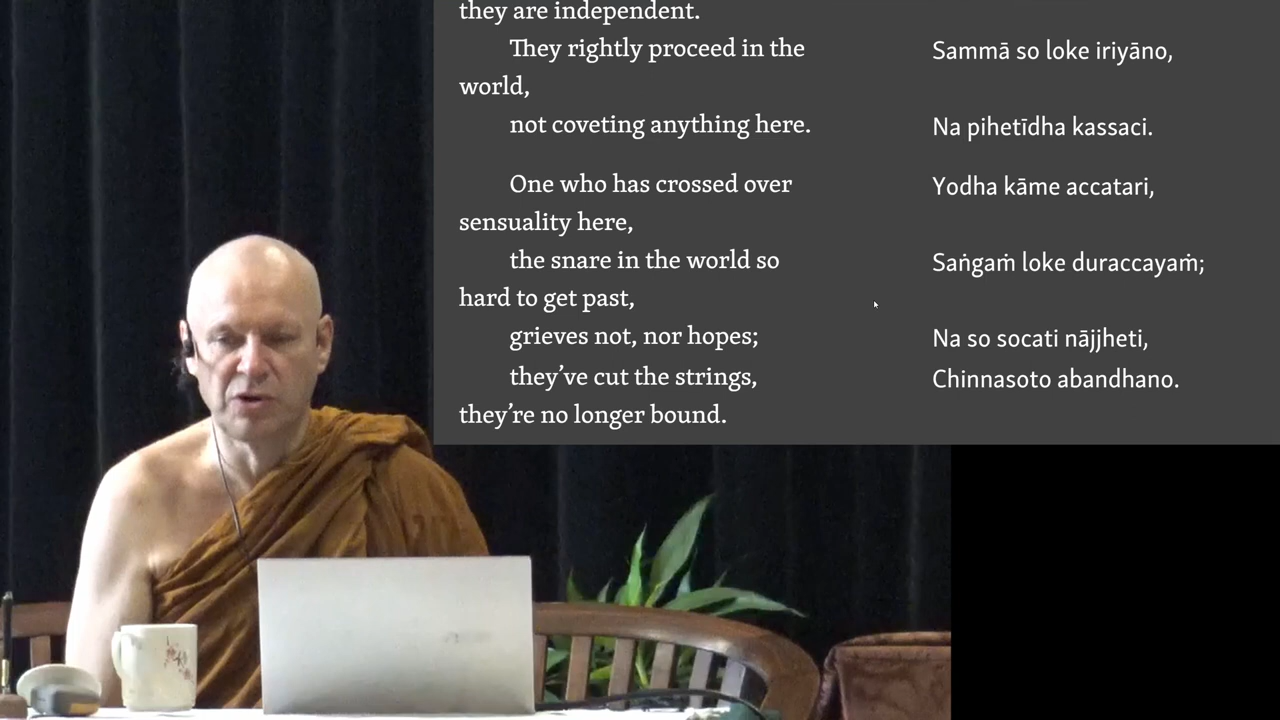 they are independent.
They rightly proceed in the
world,
not coveting anything here.
One who has crossed over
sensuality here,
the snare in the world so
hard to get past,
grieves not, nor hopes;
they’ve cut the strings,
they’re no longer bound.
Sammā so loke iriyāno,
Na pihetīdha kassaci.
Yodha kāme accatari,
Saṅgaṁ loke duraccayaṁ;
Na so socati nājjheti,
Chinnasoto abandhano.